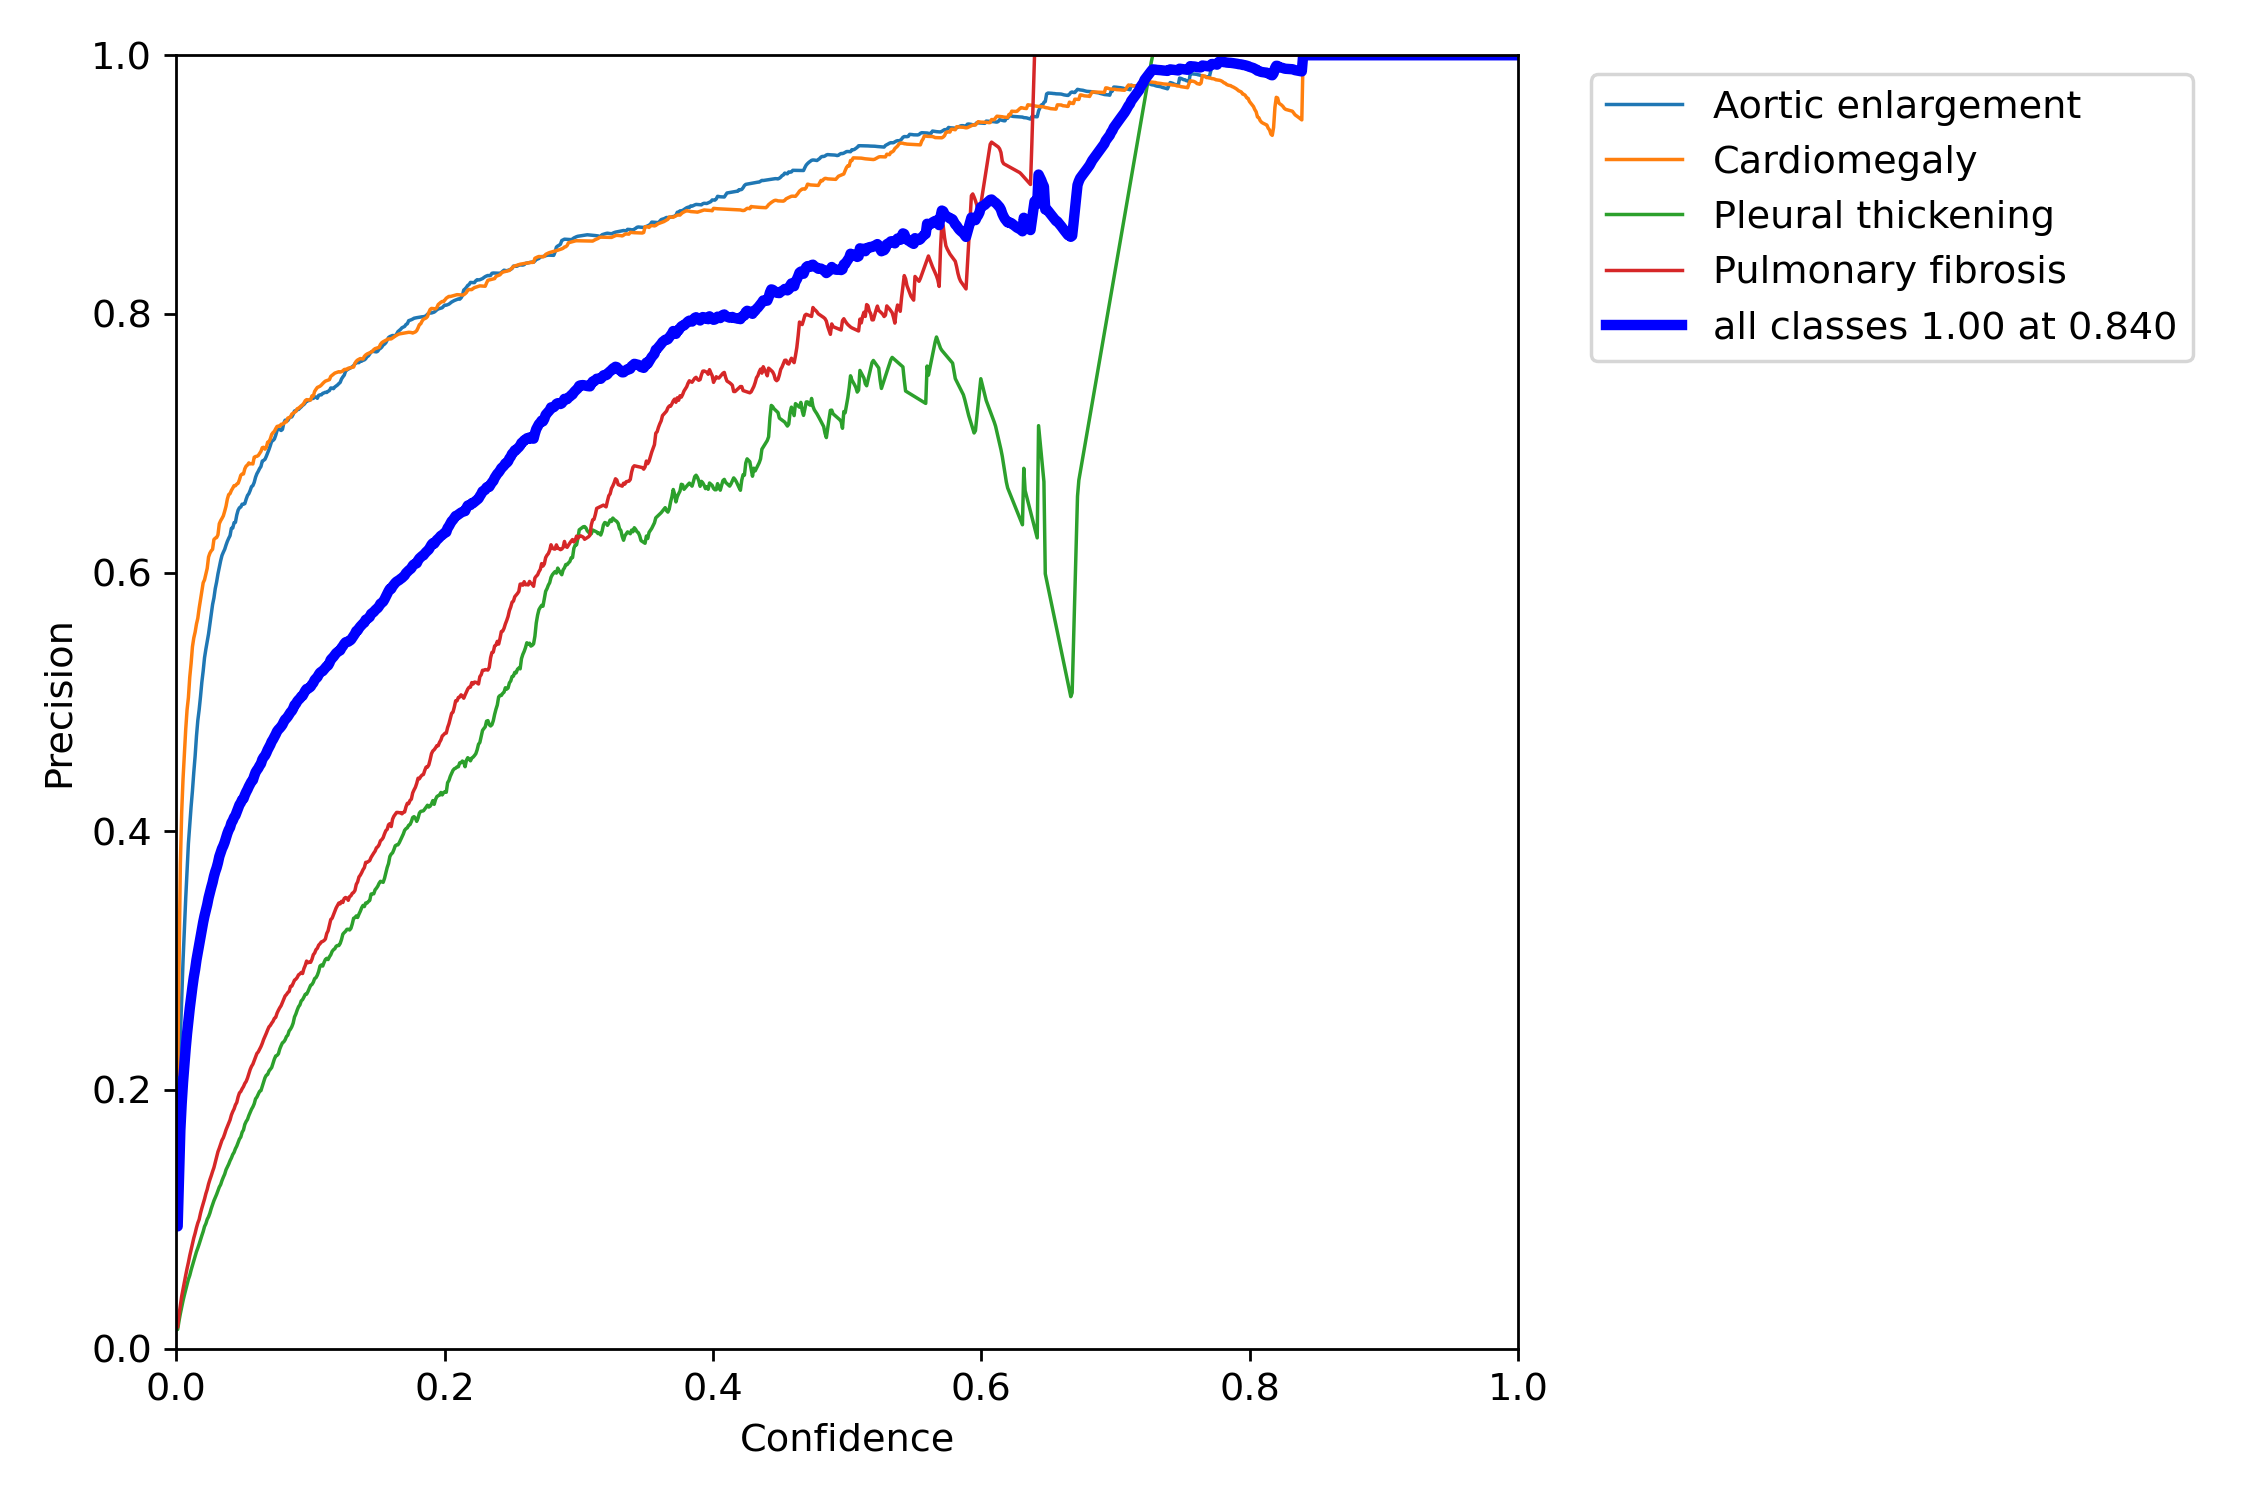 1.0
0.8
0.6
0.4
0.2
0.0
Precision
0.0 0.2 0.4 0.6 0.8 1.0
Confidence
Aortic enlargement
Cardiomegaly
Pleural thickening
Pulmonary fibrosis
all classes 1.00 at 0.840